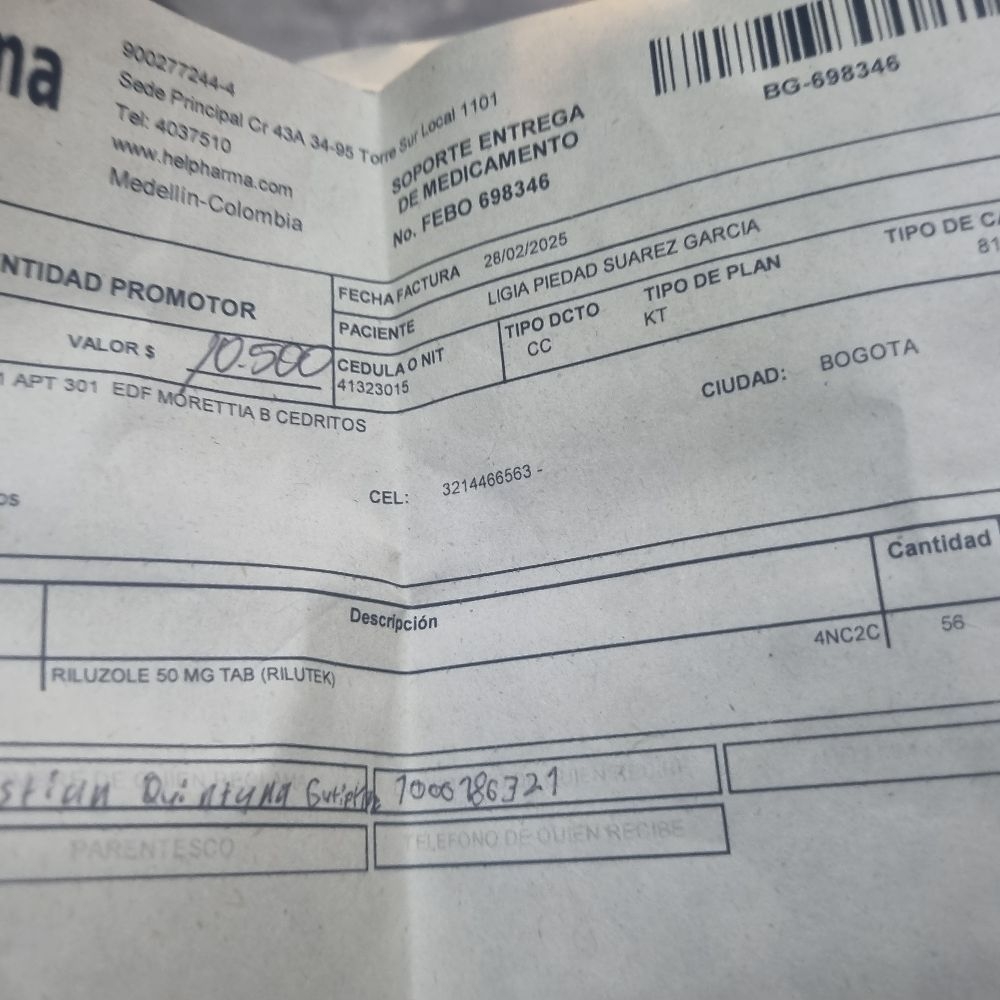 ma
900277244-4
Sede Principal Cr 43A 34-95 Torre Sur Local 1101
Tel: 4037510
www.helpharma.com
Medellín-Colombia
BG-698346
SOPORTE ENTREGA
DE MEDICAMENTO
No. FEBO 698346
NTIDAD PROMOTOR
VALOR $ 10.500
FECHA FACTURA 28/02/2025
PACIENTE LIGIA PIEDAD SUAREZ GARCIA
CEDULA O NIT
41323015
TIPO DCTO
CC
TIPO DE PLAN
KT
TIPO DE CA
81
1 APT 301 EDF MORETTIA B CEDRITOS
CIUDAD: BOGOTA
os
CEL: 3214466563 -
Descripción Cantidad
RILUZOLE 50 MG TAB (RILUTEK) 4NC2C 56
stian Quintana 1000786321
PARENTESCO TELEFONO DE QUIEN RECIBE